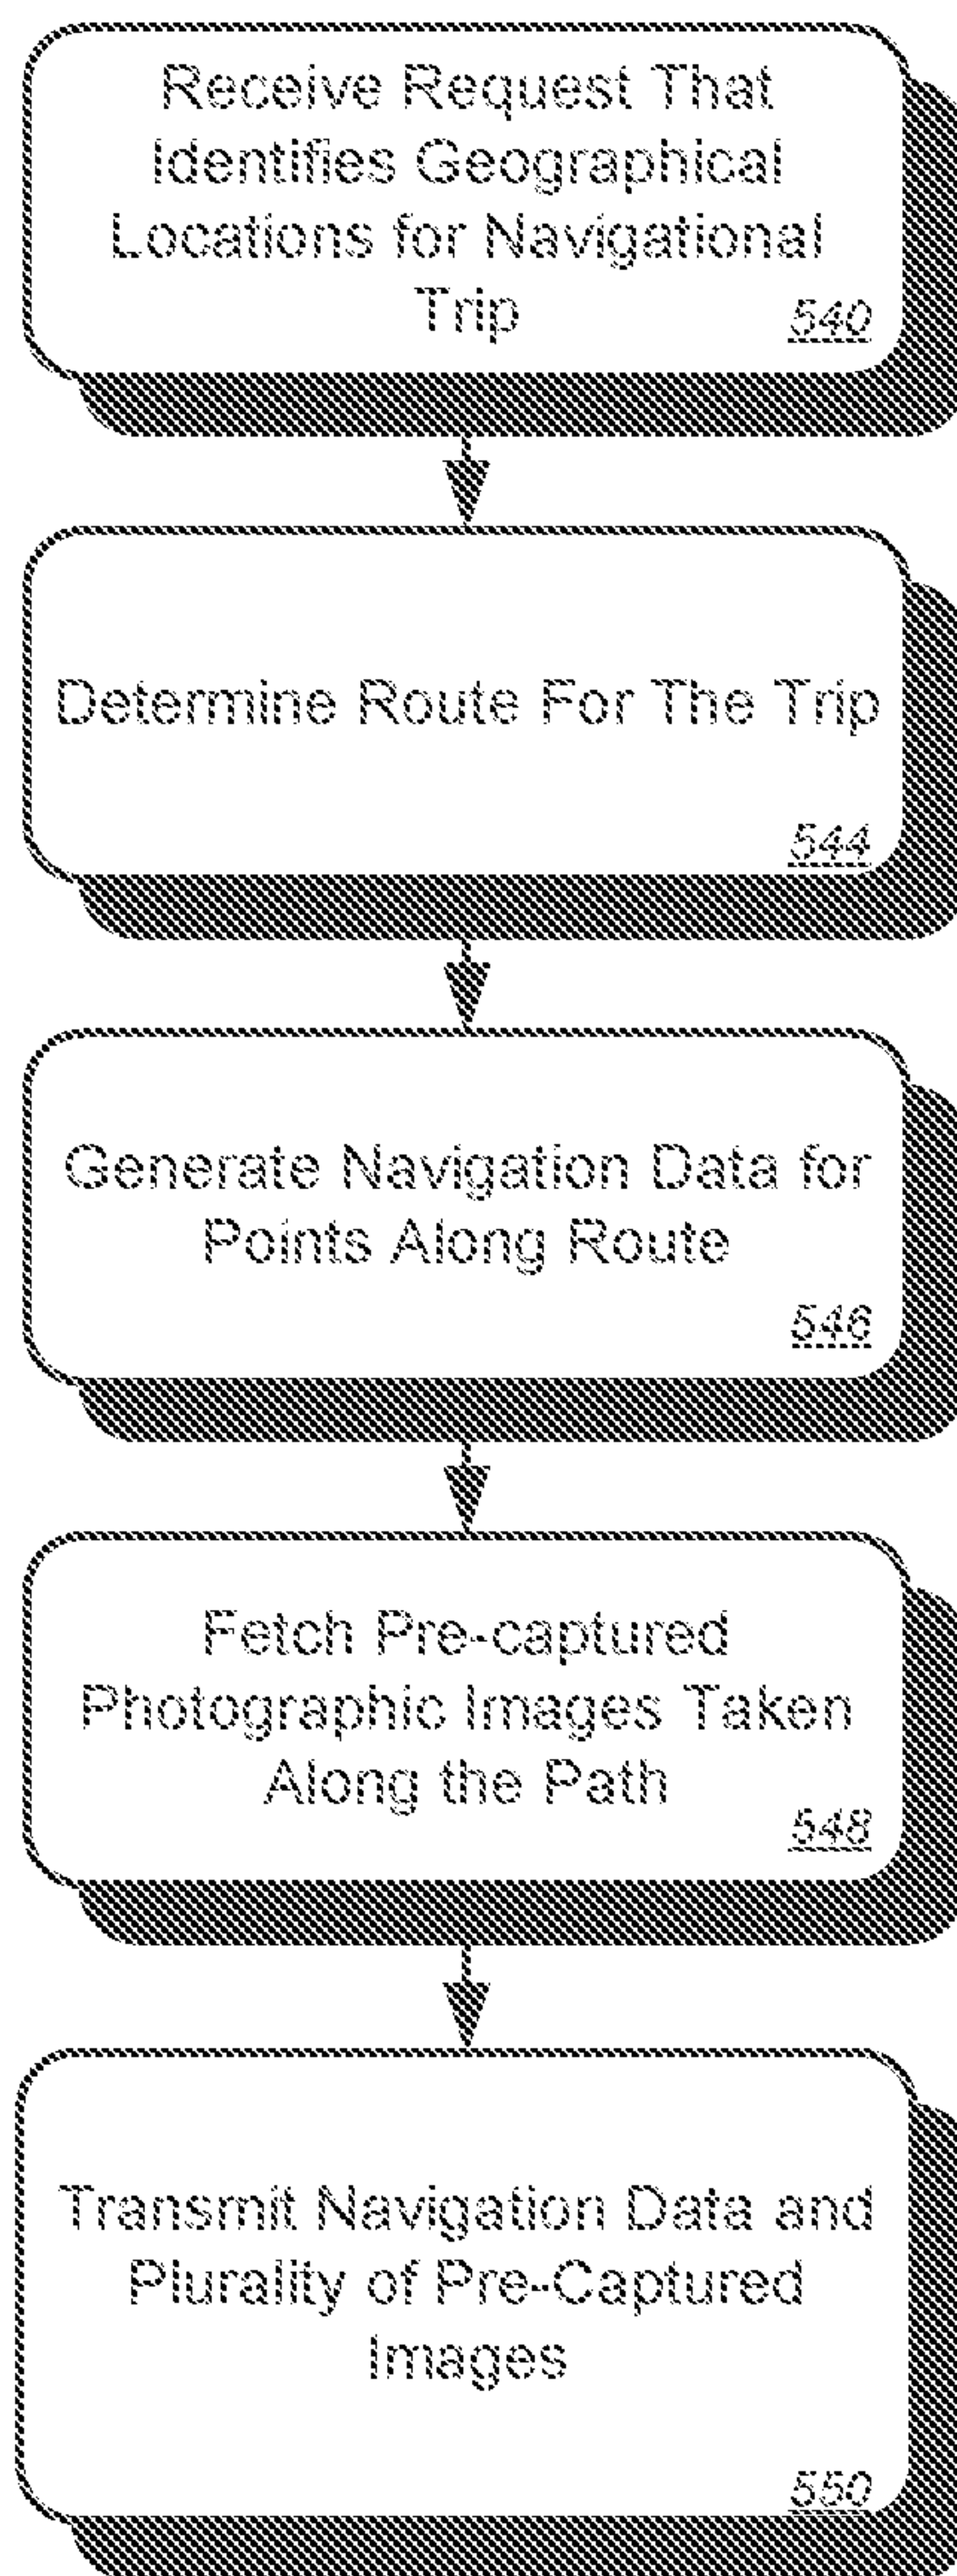 Receive Request That
Identifies Geographical
Locations for Navigational
Trip
540
Determine Route For The Trip
544
Generate Navigation Data for
Points Along Route
546
Fetch Pre-captured
Photographic Images Taken
Along the Path
548
Transmit Navigation Data and
Plurality of Pre-Captured
Images
550